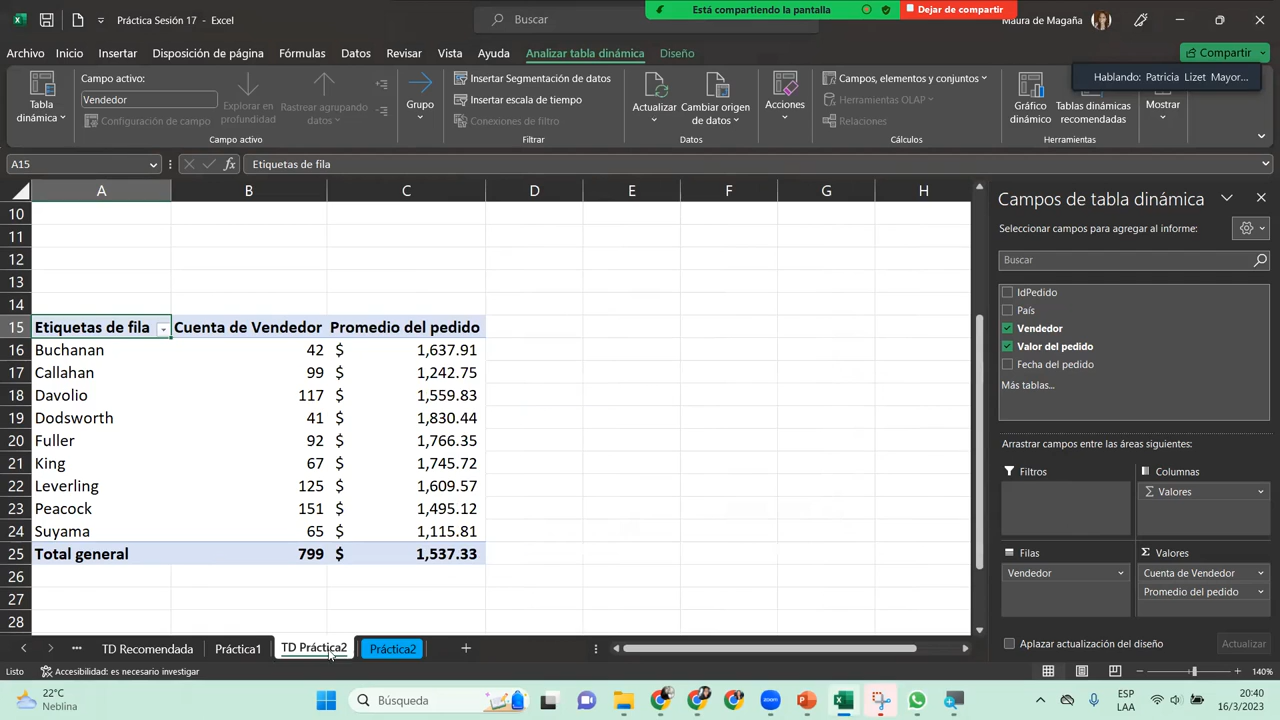 Práctica Sesión 17 - Excel
Buscar
Está compartiendo la pantalla
Dejar de compartir
Maura de Magaña
Archivo Inicio Insertar Disposición de página Fórmulas Datos Revisar Vista Ayuda Analizar tabla dinámica Diseño
Compartir
Hablando: Patricia Lizet Mayor...
Tabla dinámica
Campo activo:
Vendedor
Configuración de campo
Explorar en profundidad
Rastrear agrupando datos
Campo activo
Grupo
Insertar Segmentación de datos
Insertar escala de tiempo
Conexiones de filtro
Filtrar
Actualizar
Cambiar origen de datos
Datos
Acciones
Campos, elementos y conjuntos
Herramientas OLAP
Relaciones
Cálculos
Gráfico dinámico
Tablas dinámicas recomendadas
Herramientas
Mostrar
A15 fx Etiquetas de fila
A B C D E F G H
10
11
12
13
14
15 Etiquetas de fila Cuenta de Vendedor Promedio del pedido
16 Buchanan 42 $ 1,637.91
17 Callahan 99 $ 1,242.75
18 Davolio 117 $ 1,559.83
19 Dodsworth 41 $ 1,830.44
20 Fuller 92 $ 1,766.35
21 King 67 $ 1,745.72
22 Leverling 125 $ 1,609.57
23 Peacock 151 $ 1,495.12
24 Suyama 65 $ 1,115.81
25 Total general 799 $ 1,537.33
26
27
28
Campos de tabla dinámica
Seleccionar campos para agregar al informe:
Buscar
IdPedido
País
Vendedor
Valor del pedido
Fecha del pedido
Más tablas...
Arrastrar campos entre las áreas siguientes:
Filtros
Columnas
Σ Valores
Filas
Vendedor
Σ Valores
Cuenta de Vendedor
Promedio del pedido
Aplazar actualización del diseño
Actualizar
TD Recomendada Práctica1 TD Práctica2 Práctica2
Listo Accesibilidad: es necesario investigar
140%
22°C
Neblina
Búsqueda
ESP
LAA
20:40
16/3/2023